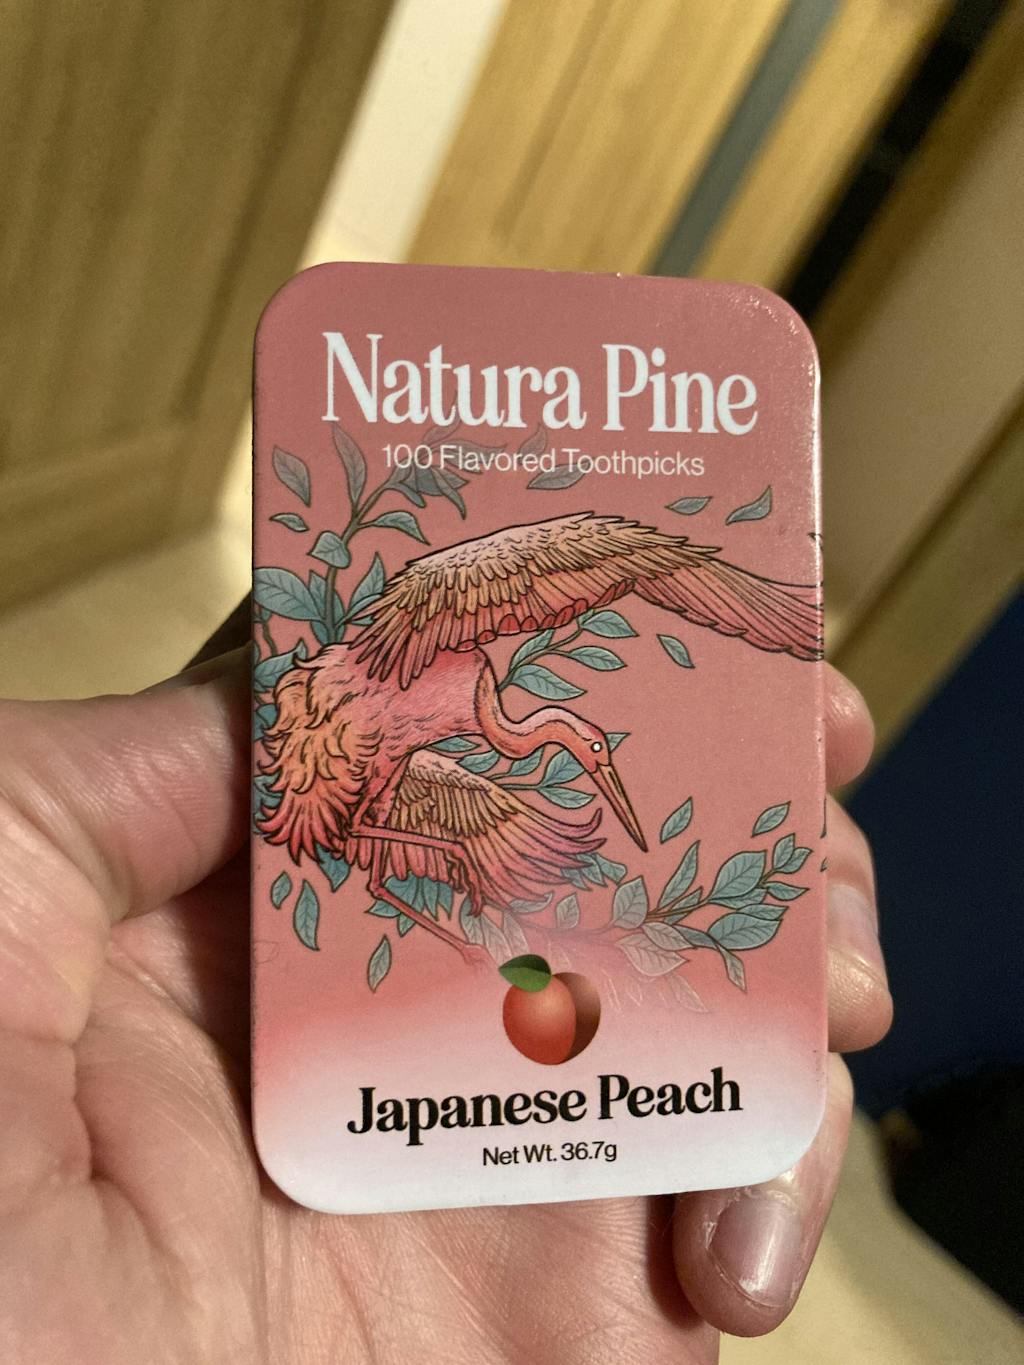 Natura Pine
100 Flavored Toothpicks
Japanese Peach
Net Wt. 36.7g